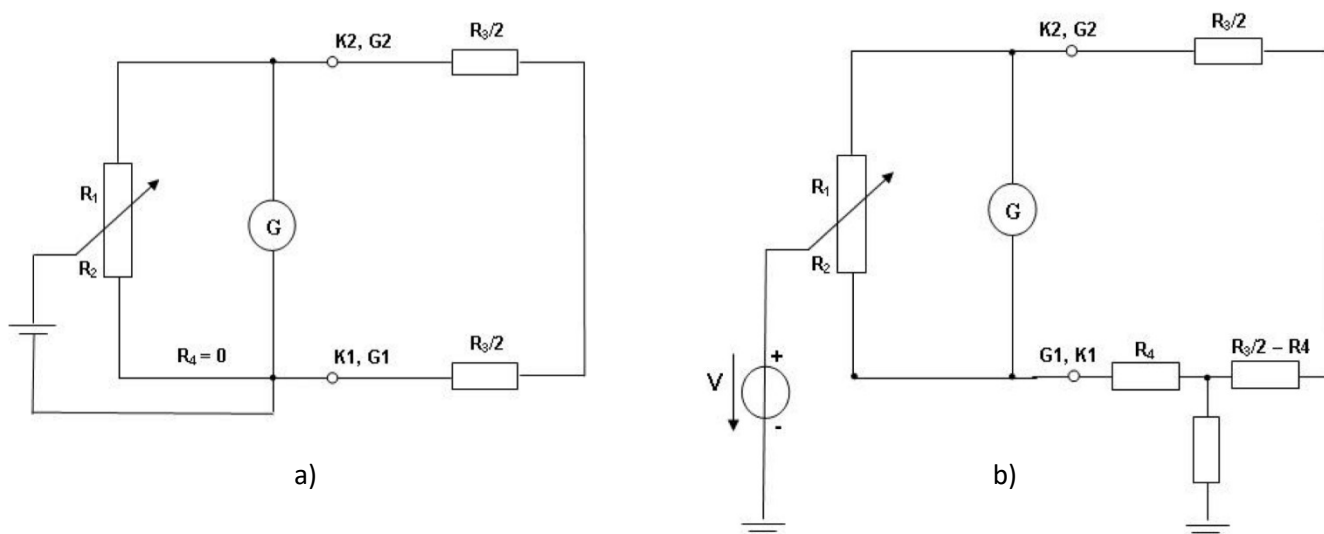 K2, G2
R₃/2
R₁
G
R₂
R₄ = 0
K1, G1
R₃/2
a)
K2, G2
R₃/2
R₁
G
R₂
V
+
-
G1, K1
R₄
R₃/2 – R4
b)